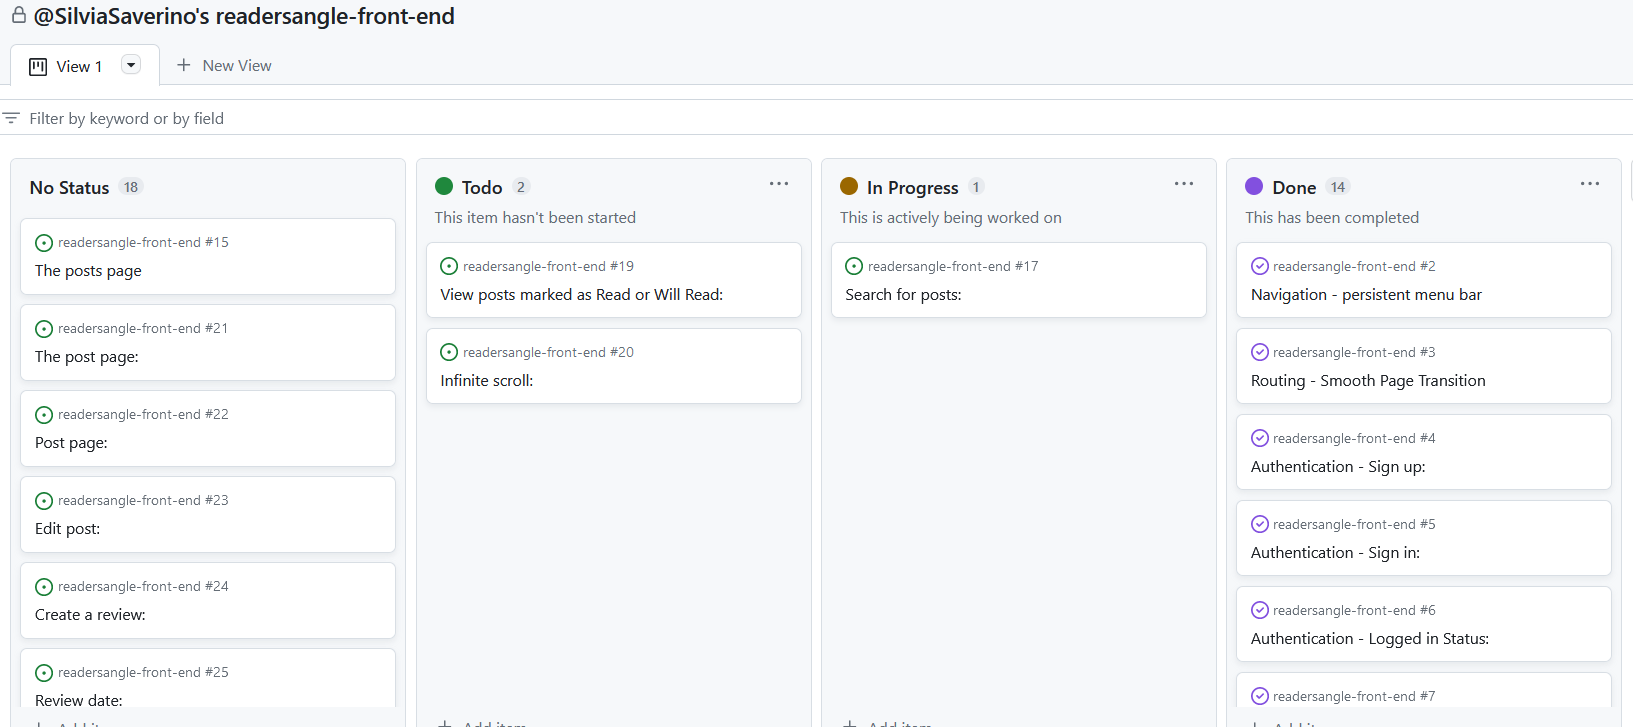 @SilviaSaverino's readersangle-front-end
View 1
New View
Filter by keyword or by field
No Status 18
readersangle-front-end #15
The posts page
readersangle-front-end #21
The post page:
readersangle-front-end #22
Post page:
readersangle-front-end #23
Edit post:
readersangle-front-end #24
Create a review:
readersangle-front-end #25
Review date:
Todo 2
This item hasn't been started
readersangle-front-end #19
View posts marked as Read or Will Read:
readersangle-front-end #20
Infinite scroll:
Add item
In Progress 1
This is actively being worked on
readersangle-front-end #17
Search for posts:
Add item
Done 14
This has been completed
readersangle-front-end #2
Navigation - persistent menu bar
readersangle-front-end #3
Routing - Smooth Page Transition
readersangle-front-end #4
Authentication - Sign up:
readersangle-front-end #5
Authentication - Sign in:
readersangle-front-end #6
Authentication - Logged in Status:
readersangle-front-end #7